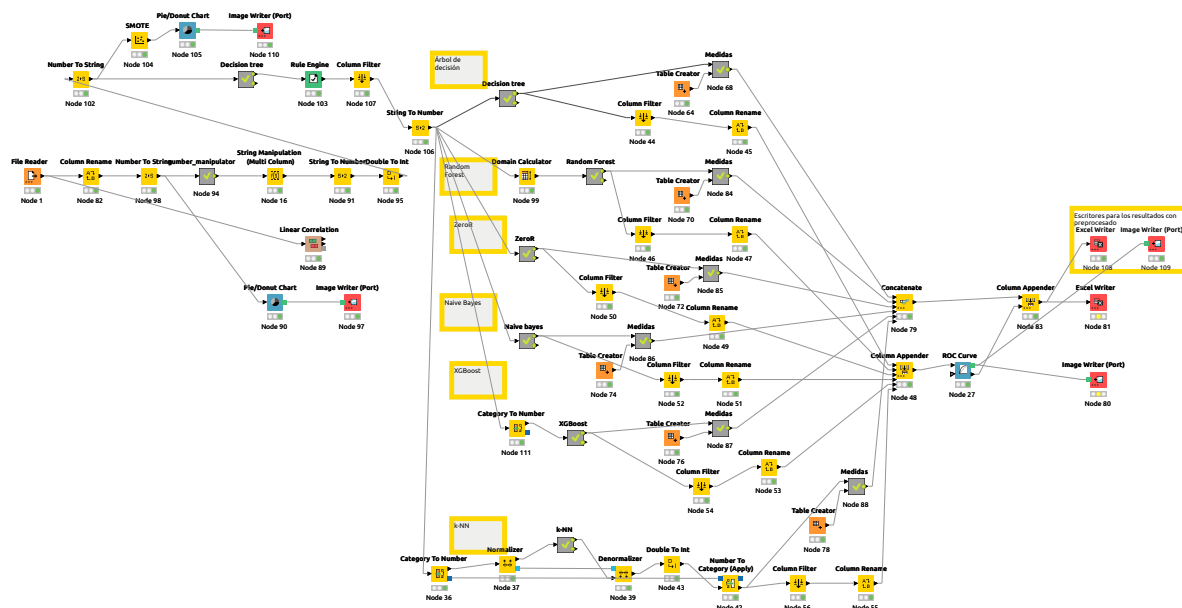 SMOTE
Node 104
Pie/Donut Chart
Node 105
Image Writer (Port)
Node 110
Number To String
Node 102
Decision tree
Rule Engine
Node 103
Column Filter
Node 107
String To Number
Node 106
Árbol de
decisión
Decision tree
Medidas
Node 68
Table Creator
Node 64
Column Filter
Node 44
Column Rename
Node 45
File Reader
Node 1
Column Rename
Node 82
Number To String
Node 98
number_manipulator
Node 94
String Manipulation
(Multi Column)
Node 16
String To Number
Node 91
Double To Int
Node 95
Random
Forest
Domain Calculator
Node 99
Random Forest
Medidas
Node 84
Table Creator
Node 70
Column Filter
Node 46
Column Rename
Node 47
Linear Correlation
Node 89
Pie/Donut Chart
Node 90
Image Writer (Port)
Node 97
ZeroR
ZeroR
Medidas
Node 85
Table Creator
Node 72
Column Filter
Node 50
Column Rename
Node 49
Naive Bayes
Naive bayes
Medidas
Node 86
Table Creator
Node 74
Column Filter
Node 52
Column Rename
Node 51
XGBoost
Category To Number
Node 111
XGBoost
Medidas
Node 87
Table Creator
Node 76
Column Filter
Node 54
Column Rename
Node 53
k-NN
Category To Number
Node 36
Normalizer
Node 37
k-NN
Denormalizer
Node 39
Double To Int
Node 43
Number To
Category (Apply)
Node 42
Medidas
Node 88
Table Creator
Node 78
Column Filter
Node 56
Column Rename
Node 55
Concatenate
Node 79
Column Appender
Node 48
ROC Curve
Node 27
Column Appender
Node 83
Escritores para los resultados con
preprocesado
Excel Writer
Node 108
Image Writer (Port)
Node 109
Excel Writer
Node 81
Image Writer (Port)
Node 80